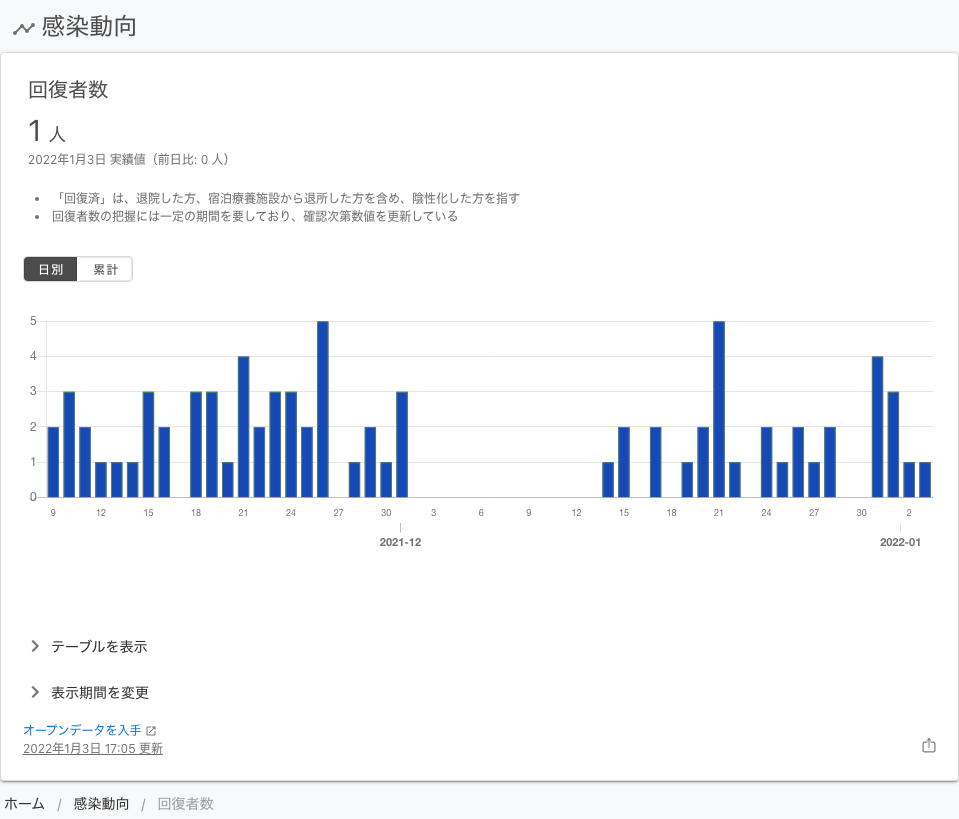 感染動向
回復者数
1 人
2022年1月3日 実績値（前日比: 0 人）
「回復済」は、退院した方、宿泊療養施設から退所した方を含め、陰性化した方を指す
回復者数の把握には一定の期間を要しており、確認次第数値を更新している
日別 累計
5
4
3
2
1
0
9 12 15 18 21 24 27 30 3 6 9 12 15 18 21 24 27 30 2
2021-12 2022-01
テーブルを表示
表示期間を変更
オープンデータを入手
2022年1月3日 17:05 更新
ホーム / 感染動向 / 回復者数